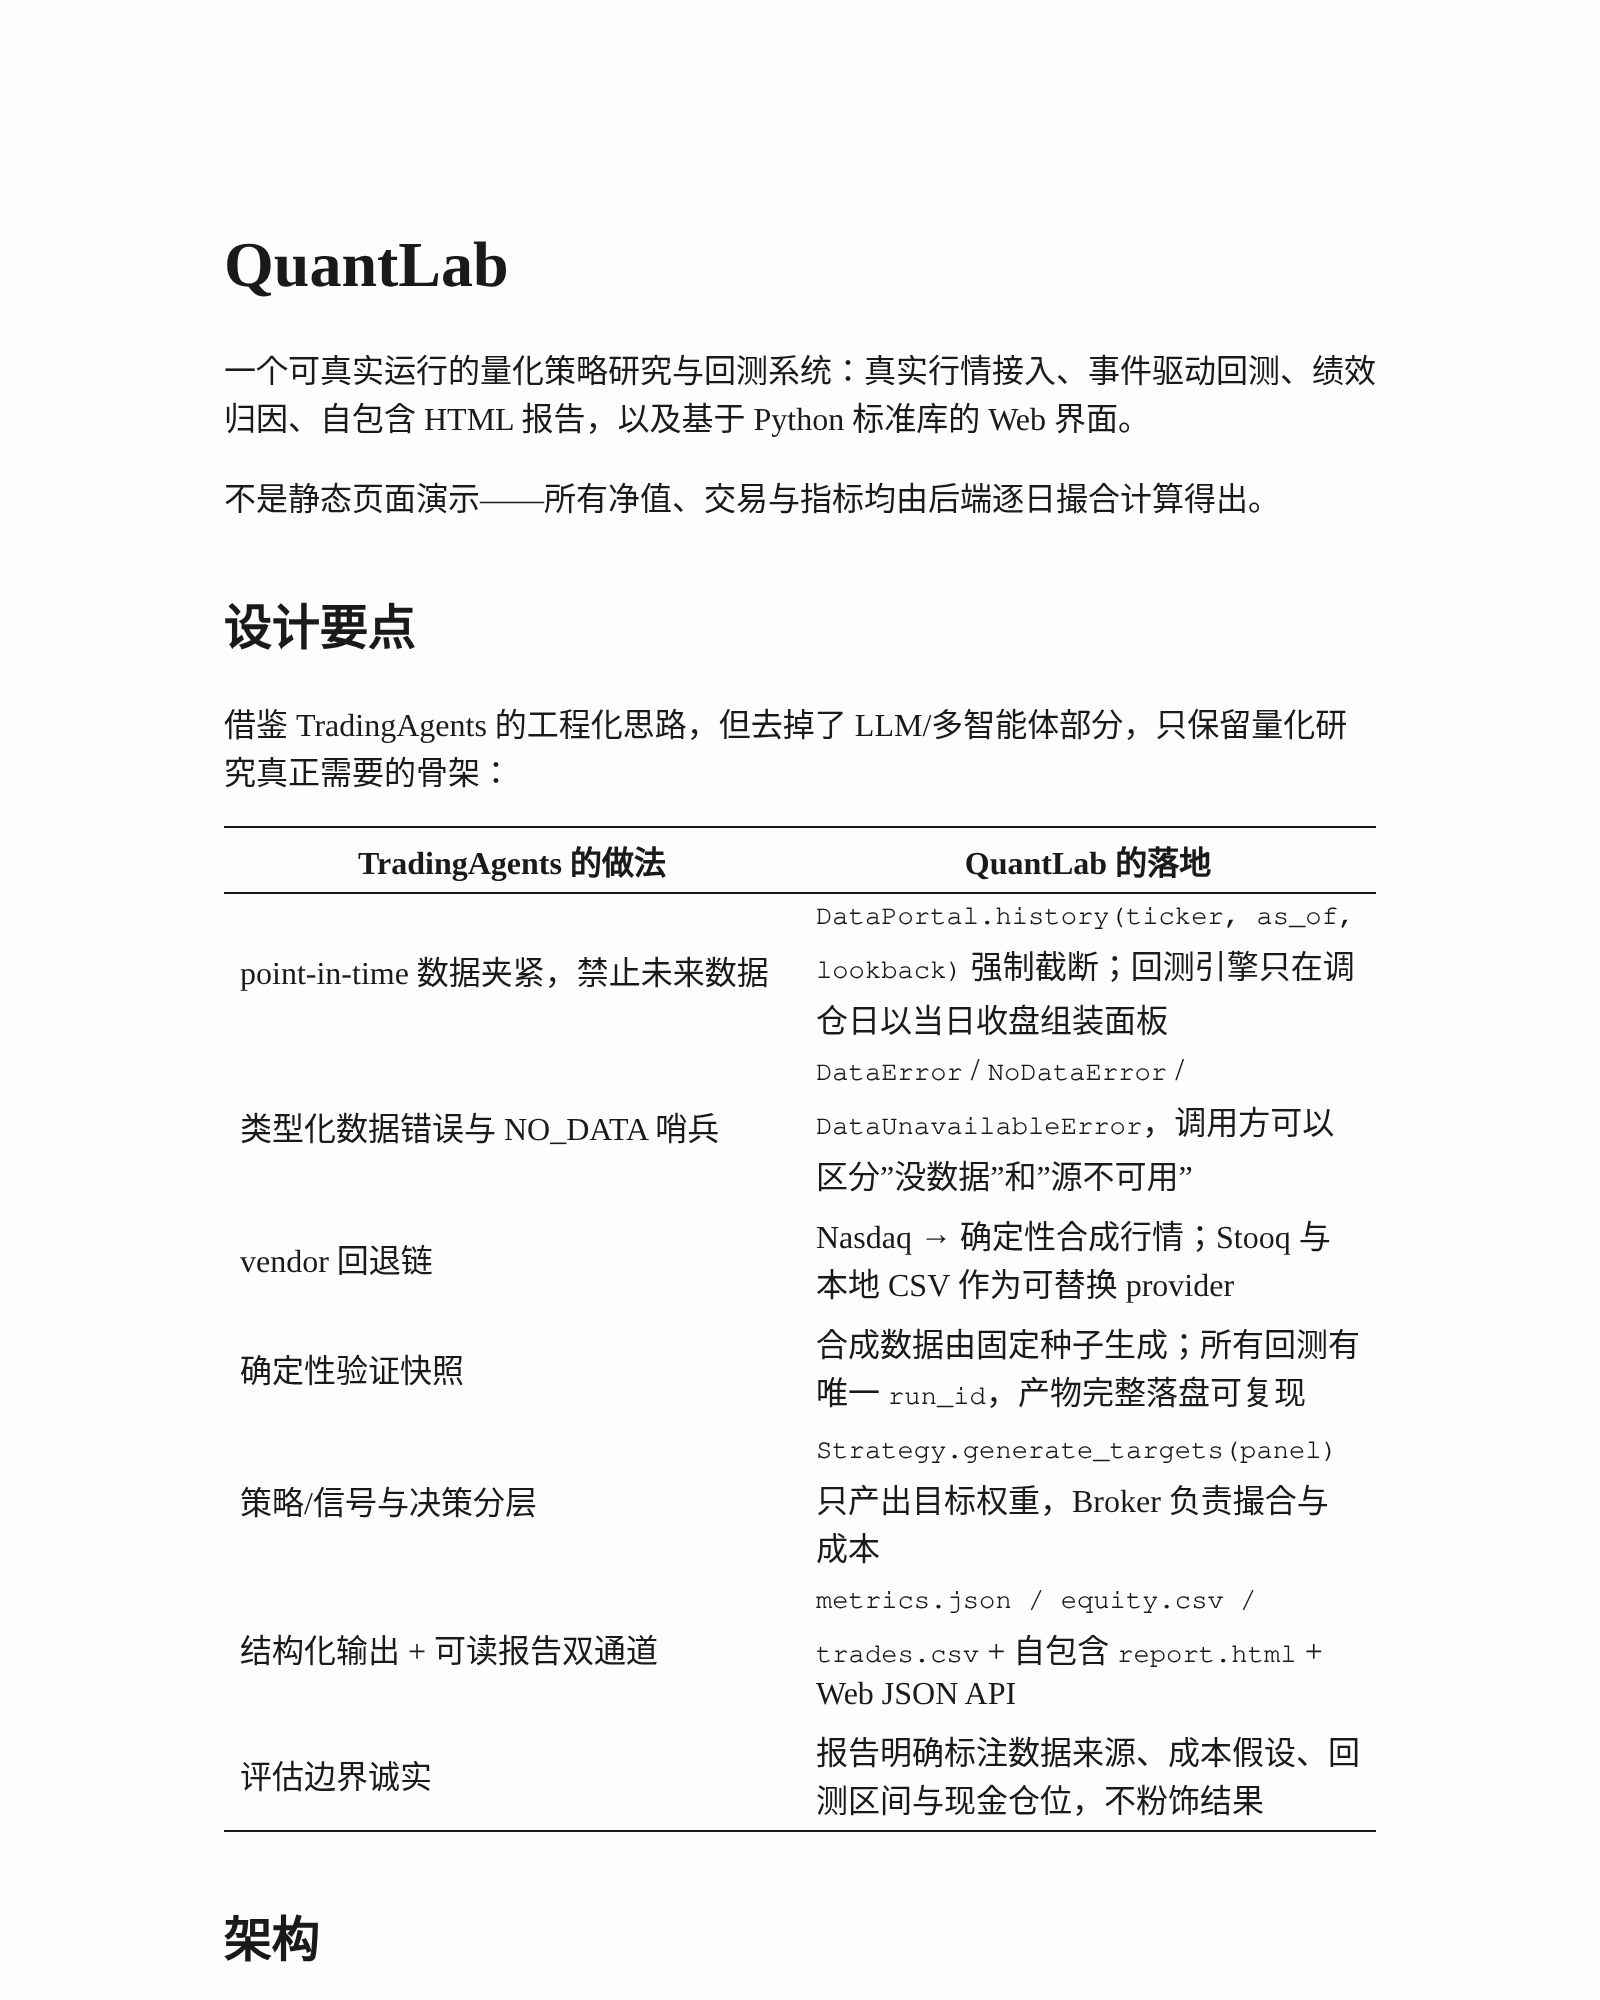 QuantLab
一个可真实运行的量化策略研究与回测系统：真实行情接入、事件驱动回测、绩效
归因、自包含 HTML 报告，以及基于 Python 标准库的 Web 界面。
不是静态页面演示——所有净值、交易与指标均由后端逐日撮合计算得出。
设计要点
借鉴 TradingAgents 的工程化思路，但去掉了 LLM/多智能体部分，只保留量化研
究真正需要的骨架：
TradingAgents 的做法
QuantLab 的落地
point-in-time 数据夹紧，禁止未来数据
DataPortal.history(ticker, as_of,
lookback) 强制截断；回测引擎只在调
仓日以当日收盘组装面板
类型化数据错误与 NO_DATA 哨兵
DataError / NoDataError /
DataUnavailableError，调用方可以
区分”没数据”和”源不可用”
vendor 回退链
Nasdaq → 确定性合成行情；Stooq 与
本地 CSV 作为可替换 provider
确定性验证快照
合成数据由固定种子生成；所有回测有
唯一 run_id，产物完整落盘可复现
策略/信号与决策分层
Strategy.generate_targets(panel)
只产出目标权重，Broker 负责撮合与
成本
结构化输出 + 可读报告双通道
metrics.json / equity.csv /
trades.csv + 自包含 report.html +
Web JSON API
评估边界诚实
报告明确标注数据来源、成本假设、回
测区间与现金仓位，不粉饰结果
架构